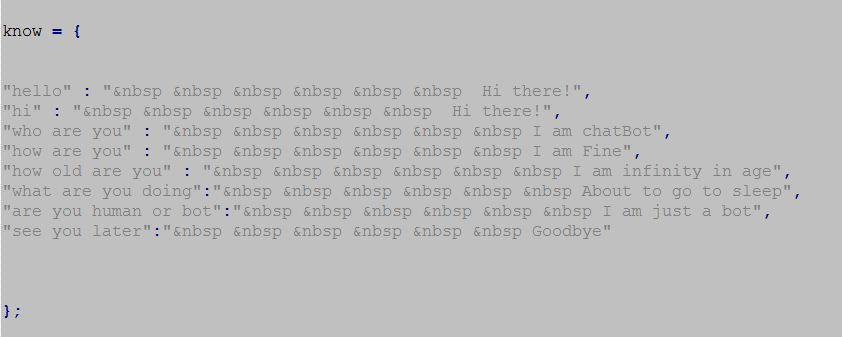 know = {
"hello" : "&nbsp &nbsp &nbsp &nbsp &nbsp &nbsp  Hi there!",
"hi" : "&nbsp &nbsp &nbsp &nbsp &nbsp &nbsp  Hi there!",
"who are you" : "&nbsp &nbsp &nbsp &nbsp &nbsp &nbsp I am chatBot",
"how are you" : "&nbsp &nbsp &nbsp &nbsp &nbsp &nbsp I am Fine",
"how old are you" : "&nbsp &nbsp &nbsp &nbsp &nbsp &nbsp I am infinity in age",
"what are you doing":"&nbsp &nbsp &nbsp &nbsp &nbsp &nbsp About to go to sleep",
"are you human or bot":"&nbsp &nbsp &nbsp &nbsp &nbsp &nbsp I am just a bot",
"see you later":"&nbsp &nbsp &nbsp &nbsp &nbsp &nbsp Goodbye"
};